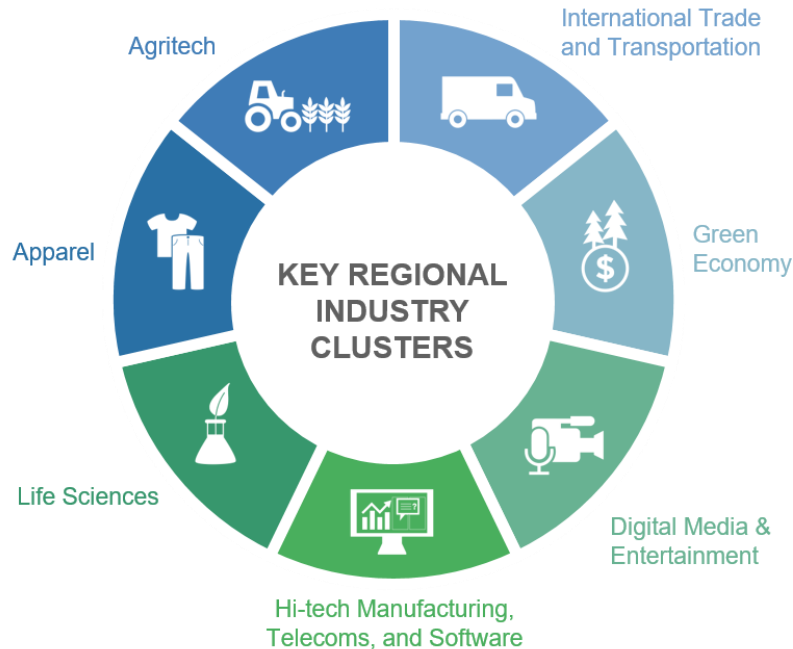 Agritech
International Trade
and Transportation
Apparel
KEY REGIONAL
INDUSTRY
CLUSTERS
$
Green
Economy
Life Sciences
?
Digital Media &
Entertainment
Hi-tech Manufacturing,
Telecoms, and Software